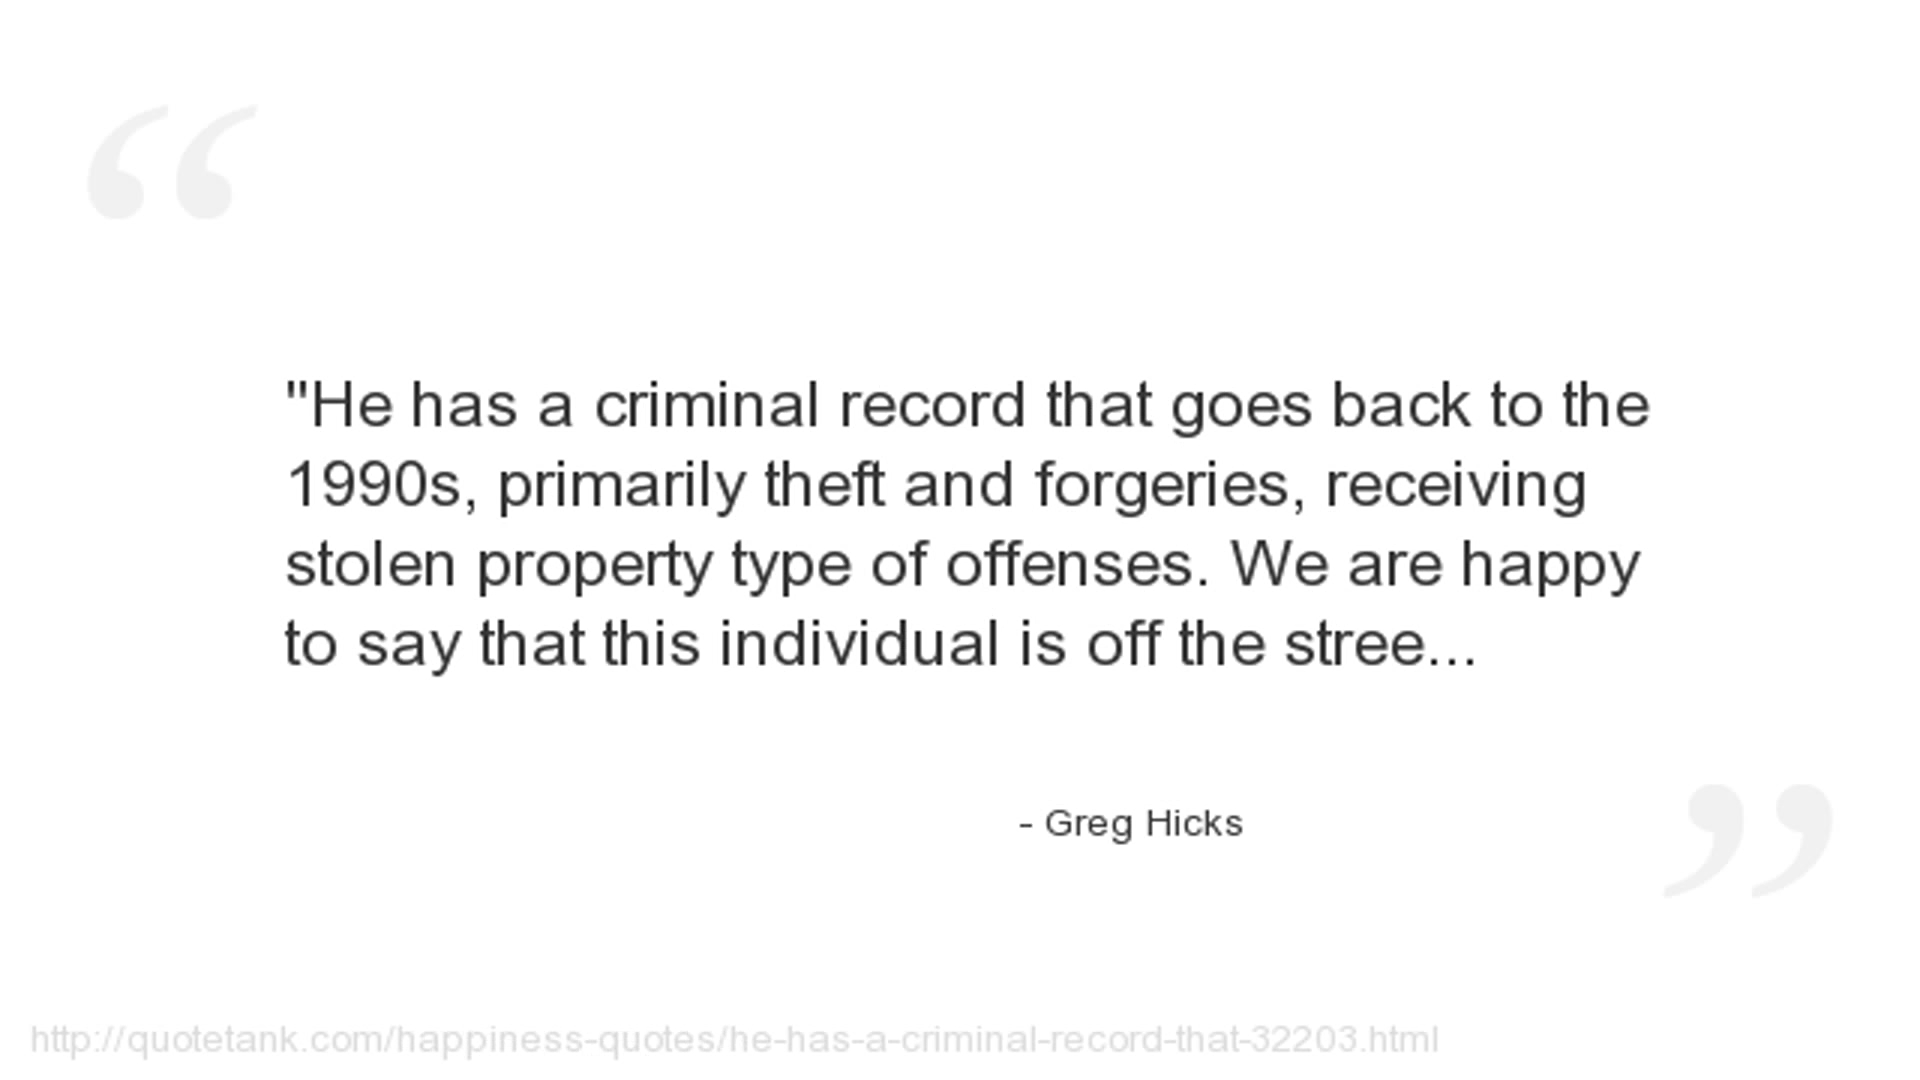 “
"He has a criminal record that goes back to the
1990s, primarily theft and forgeries, receiving
stolen property type of offenses. We are happy
to say that this individual is off the stree...
- Greg Hicks
”
http://quotetank.com/happiness-quotes/he-has-a-criminal-record-that-32203.html